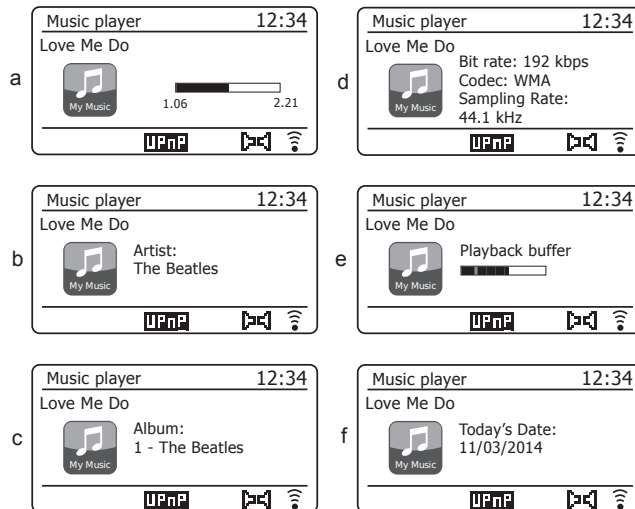 a
Music player 12:34
Love Me Do
My Music
1.06 2.21
UPnP
b
Music player 12:34
Love Me Do
My Music
Artist:
The Beatles
UPnP
c
Music player 12:34
Love Me Do
My Music
Album:
1 - The Beatles
UPnP
d
Music player 12:34
Love Me Do
My Music
Bit rate: 192 kbps
Codec: WMA
Sampling Rate:
44.1 kHz
UPnP
e
Music player 12:34
Love Me Do
My Music
Playback buffer
UPnP
f
Music player 12:34
Love Me Do
My Music
Today's Date:
11/03/2014
UPnP